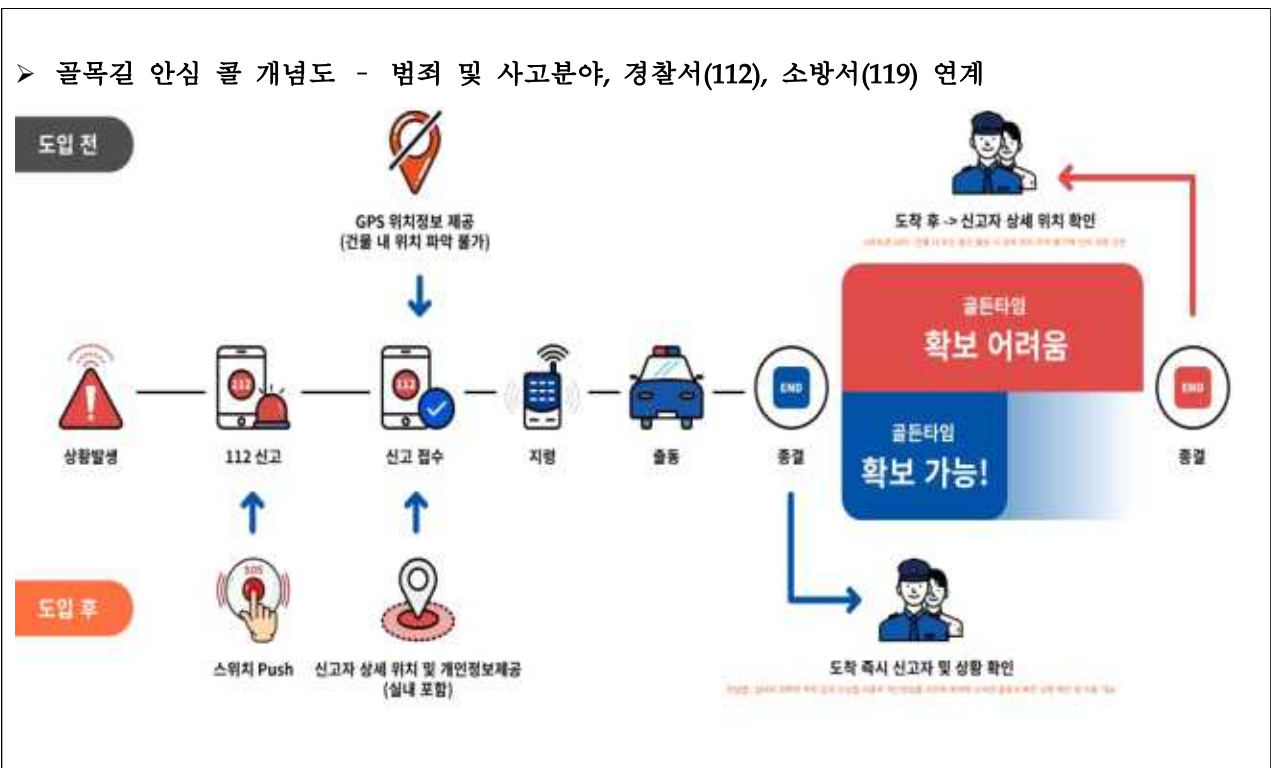 ➢ 골목길 안심 콜 개념도 - 범죄 및 사고분야, 경찰서(112), 소방서(119) 연계
도입 전
GPS 위치정보 제공
(건물 내 위치 파악 불가)
도착 후 -> 신고자 상세 위치 확인
골든타임
확보 어려움
112
112
END
END
상황발생
112 신고
신고 접수
지령
출동
종결
골든타임
확보 가능!
종결
SOS
도입 후
스위치 Push
신고자 상세 위치 및 개인정보제공
(실내 포함)
도착 즉시 신고자 및 상황 확인